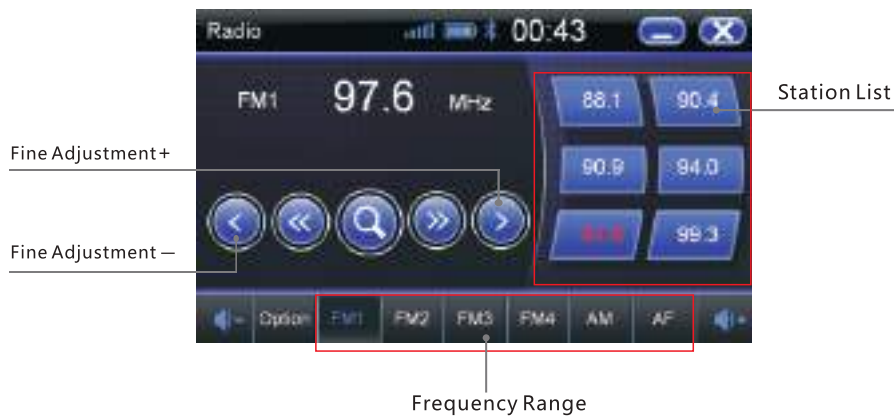 Radio 00:43
Station List
FM1 97.6 MHz
88.1 90.4
Fine Adjustment+
90.9 94.0
99.3
Fine Adjustment —
Option FM1 FM2 FM3 FM4 AM AF
Frequency Range